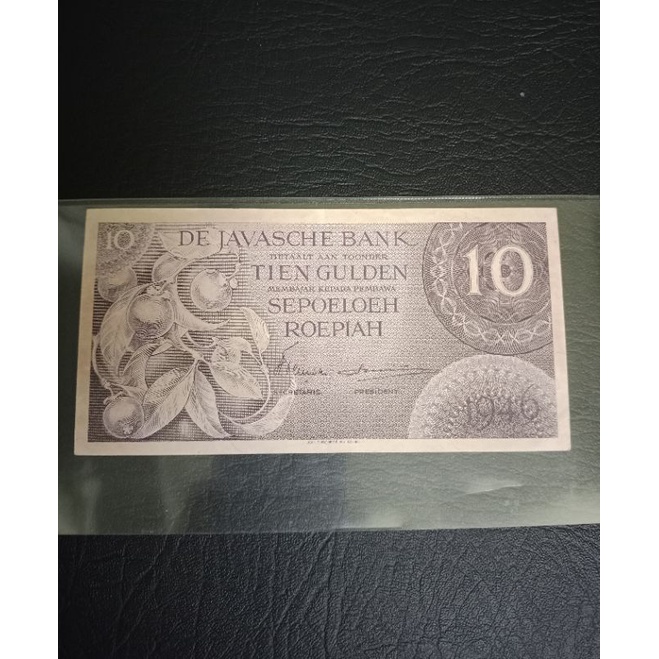 10
DE JAVASCHE BANK
BETAALT AAN TOONDER
10
TIEN GULDEN
MEMBAJAR KEPADA PEMBAWA
SEPOELOEH
ROEPIAH
SECRETARIS. PRESIDENT.
1946